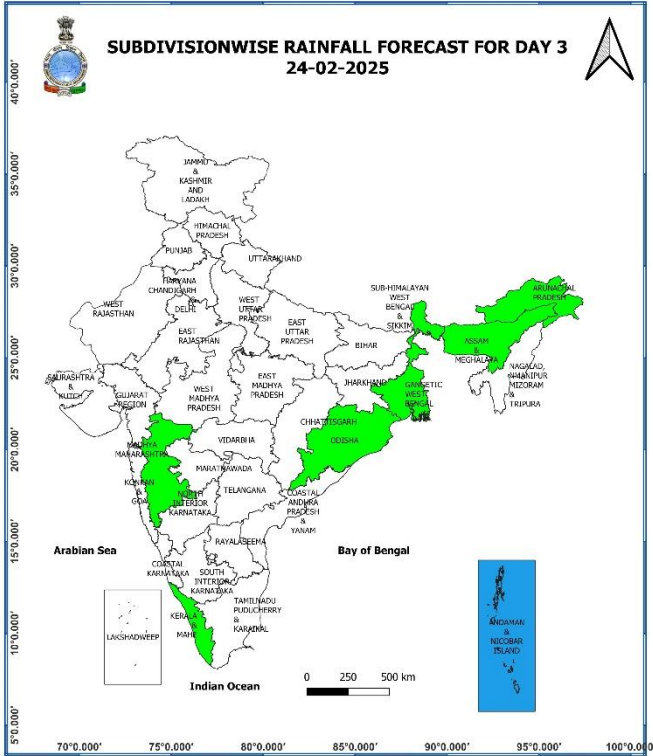 SUBDIVISIONWISE RAINFALL FORECAST FOR DAY 3
24-02-2025
40°0.000'
35°0.000'
30°0.000'
25°0.000'
20°0.000'
15°0.000'
10°0.000'
5°0.000'
JAMMU
&
KASHMIR
AND
LADAKH
HIMACHAL
PRADESH
PUNJAB
UTTARAKHAND
HARYANA
CHANDIGARH
&
DELHI
WEST
RAJASTHAN
WEST
UTTAR
PRADESH
EAST
RAJASTHAN
EAST
UTTAR
PRADESH
SUB-HIMALAYAN
WEST
BENGAL
&
SIKKIM
ARUNACHAL
PRADESH
ASSAM
&
MEGHALAYA
NAGALAD,
MANIPUR
MIZORAM
&
TRIPURA
BIHAR
JHARKHAND
GANGETIC
WEST
BENGAL
SAURASHTRA
&
KUTCH
GUJARAT
REGION
WEST
MADHYA
PRADESH
EAST
MADHYA
PRADESH
CHHATTISGARH
ODISHA
VIDARBHA
MADHYA
MAHARASHTRA
MARATHAWADA
KONKAN
&
GOA
NORTH
INTERIOR
KARNATAKA
TELANGANA
COASTAL
ANDHRA
PRADESH
&
YANAM
RAYALASEEMA
Arabian Sea
Bay of Bengal
COASTAL
KARNATAKA
SOUTH
INTERIOR
KARNATAKA
TAMILNADU
PUDUCHERRY
&
KARAIKAL
KERALA
&
MAHE
LAKSHADWEEP
ANDAMAN
&
NICOBAR
ISLAND
Indian Ocean
0 250 500 km
70°0.000' 75°0.000' 80°0.000' 85°0.000' 90°0.000' 95°0.000' 100°0.000'